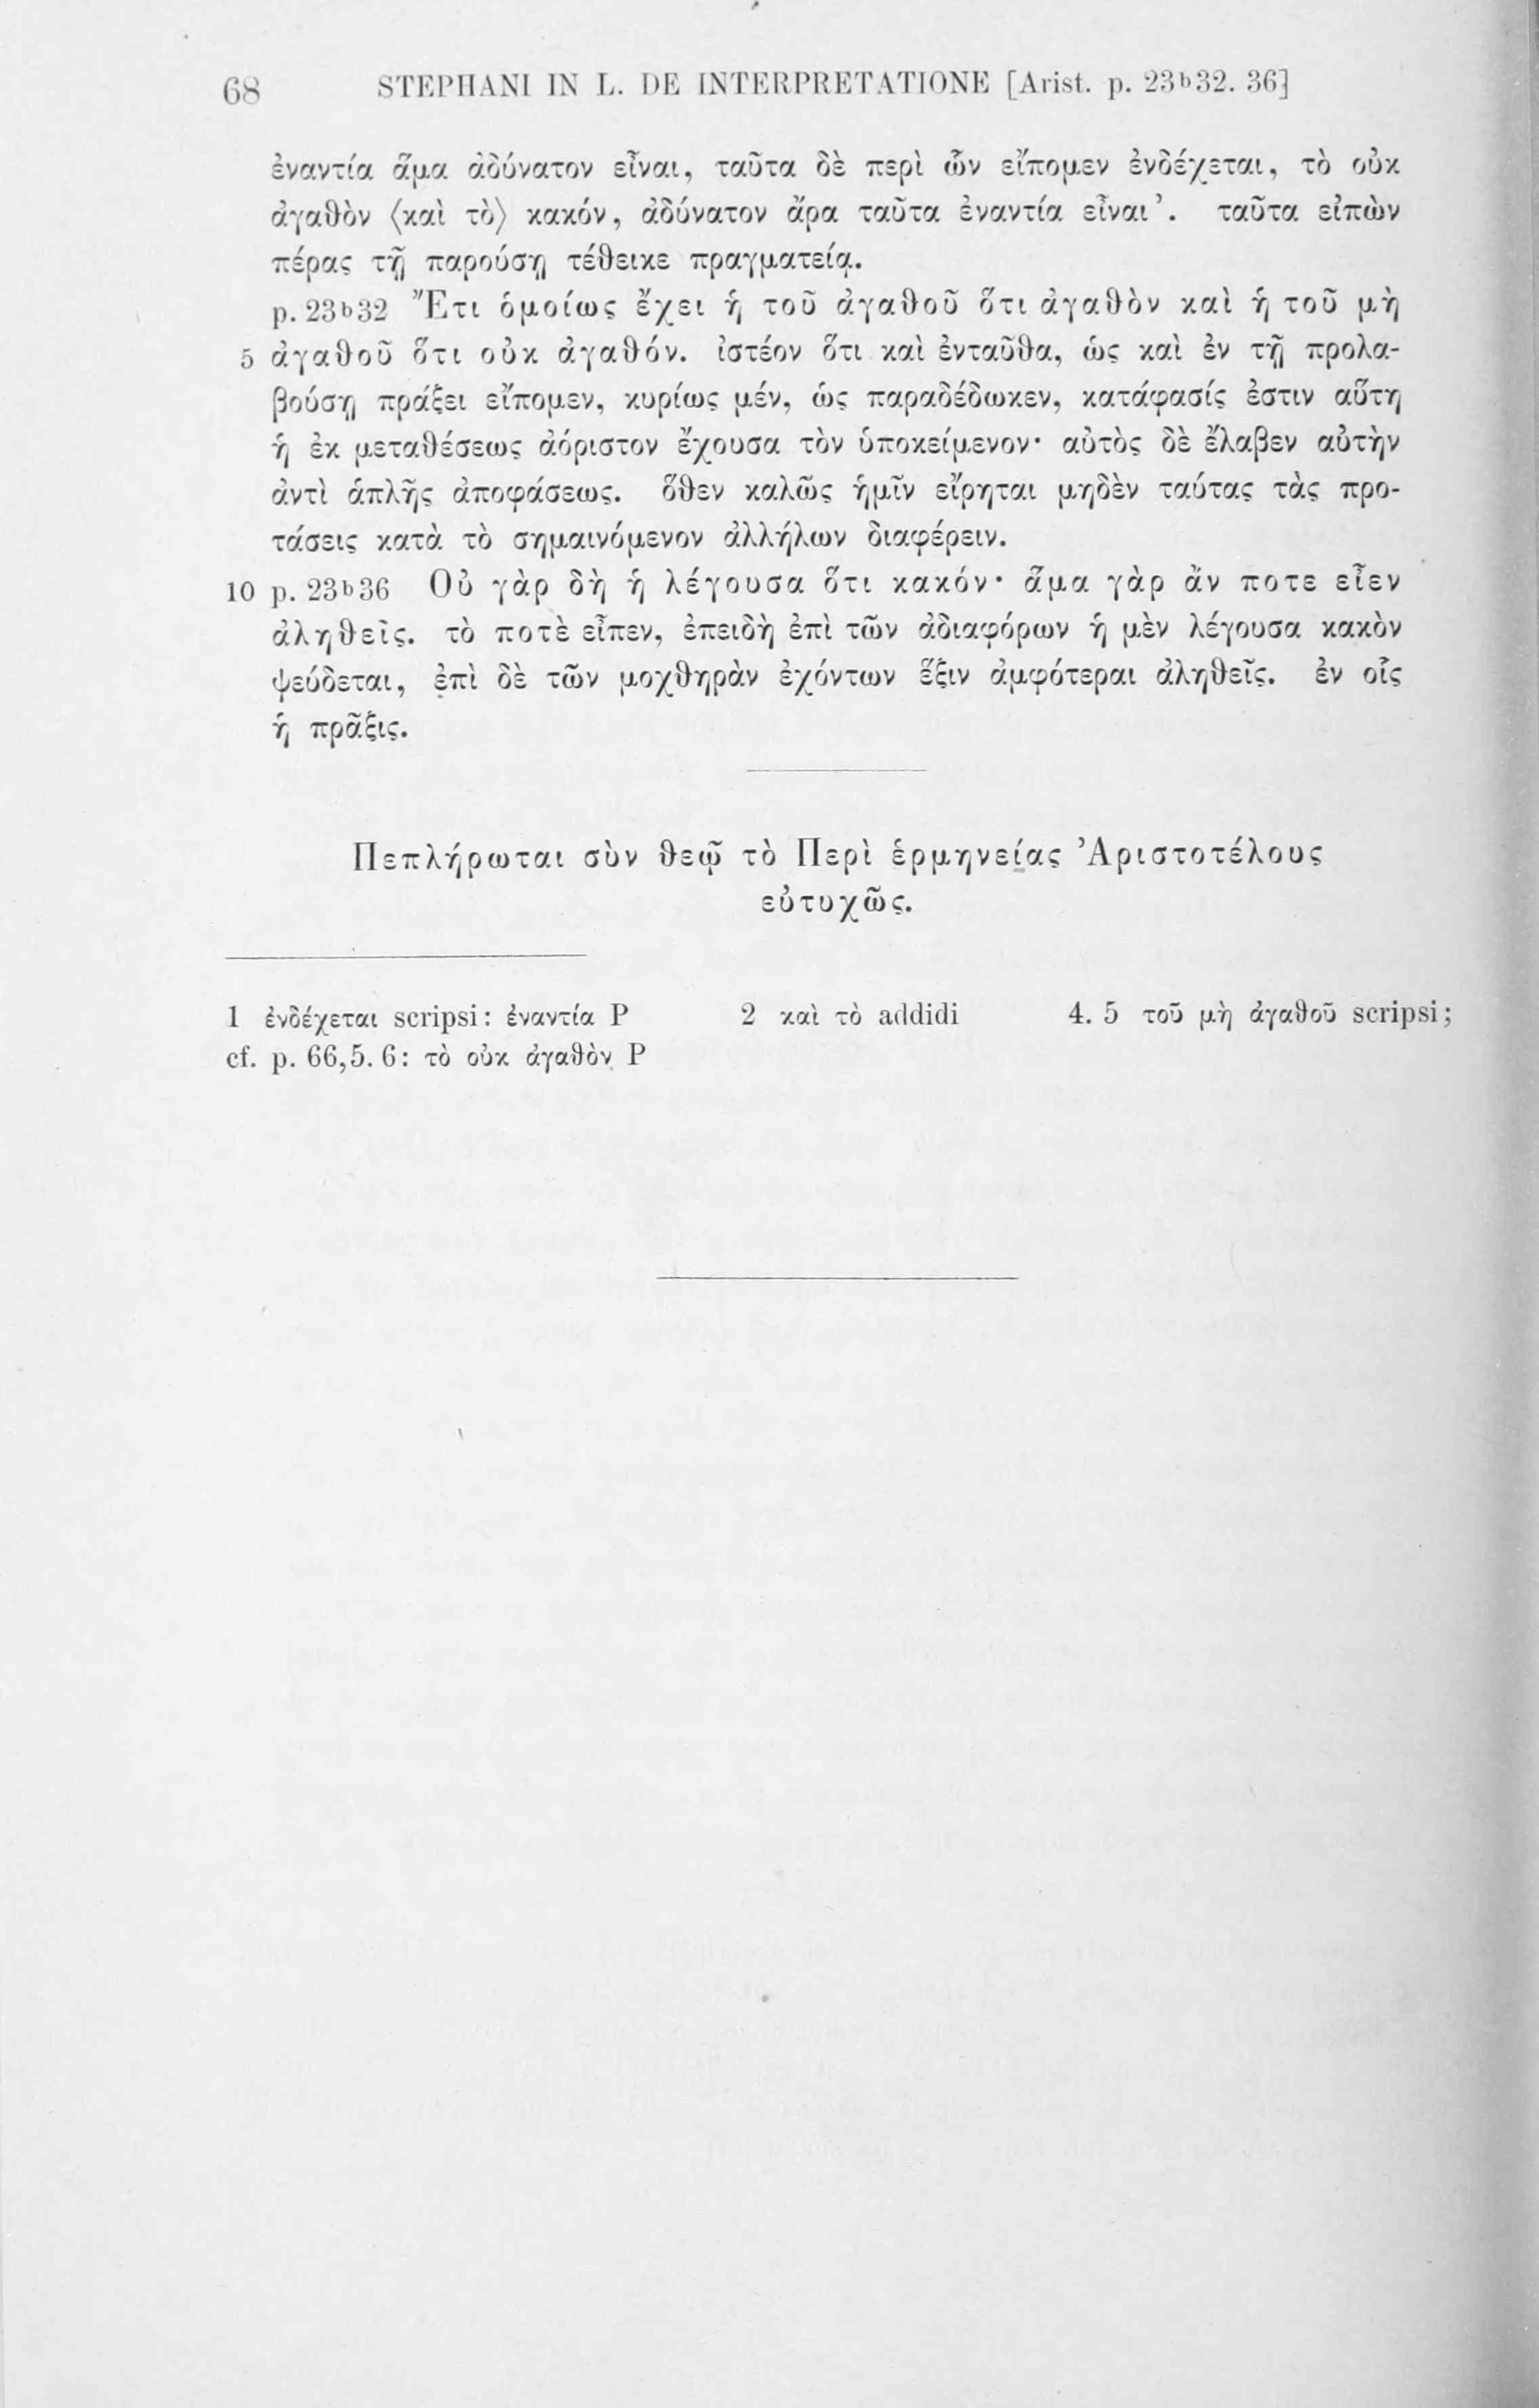 68 STEPHANI IN L. DE INTERPRETATIONE [Arist. p. 23ᵇ32. 36]
ἐναντία ἅμα ἀδύνατον εἶναι, ταῦτα δὲ περὶ ὧν εἴπομεν ἐνδέχεται, τὸ οὐκ
ἀγαθὸν ⟨καὶ τὸ⟩ κακόν, ἀδύνατον ἄρα ταῦτα ἐναντία εἶναι’. ταῦτα εἰπὼν
πέρας τῇ παρούσῃ τέθεικε πραγματείᾳ.
p. 23ᵇ32 Ἔτι ὁμοίως ἔχει ἡ τοῦ ἀγαθοῦ ὅτι ἀγαθὸν καὶ ἡ τοῦ μὴ
5 ἀγαθοῦ ὅτι οὐκ ἀγαθόν. ἰστέον ὅτι καὶ ἐνταῦθα, ὡς καὶ ἐν τῇ προλα-
βούσῃ πράξει εἴπομεν, κυρίως μέν, ὡς παραδέδωκεν, κατάφασίς ἐστιν αὕτη
ἡ ἐκ μεταθέσεως ἀόριστον ἔχουσα τὸν ὑποκείμενον· αὐτὸς δὲ ἔλαβεν αὐτὴν
ἀντὶ ἁπλῆς ἀποφάσεως. ὅθεν καλῶς ἡμῖν εἴρηται μηδὲν ταύτας τὰς προ-
τάσεις κατὰ τὸ σημαινόμενον ἀλλήλων διαφέρειν.
10 p. 23ᵇ36 Οὐ γὰρ δὴ ἡ λέγουσα ὅτι κακόν· ἅμα γὰρ ἄν ποτε εἶεν
ἀληθεῖς. τὸ ποτὲ εἶπεν, ἐπειδὴ ἐπὶ τῶν ἀδιαφόρων ἡ μὲν λέγουσα κακὸν
ψεύδεται, ἐπὶ δὲ τῶν μοχθηρὰν ἐχόντων ἕξιν ἀμφότεραι ἀληθεῖς. ἐν οἷς
ἡ πρᾶξις.
Πεπλήρωται σὺν θεῷ τὸ Περὶ ἑρμηνείας Ἀριστοτέλους
εὐτυχῶς.
1 ἐνδέχεται scripsi: ἐναντία P 2 καὶ τὸ addidi 4. 5 τοῦ μὴ ἀγαθοῦ scripsi;
cf. p. 66,5. 6: τὸ οὐκ ἀγαθὸν P